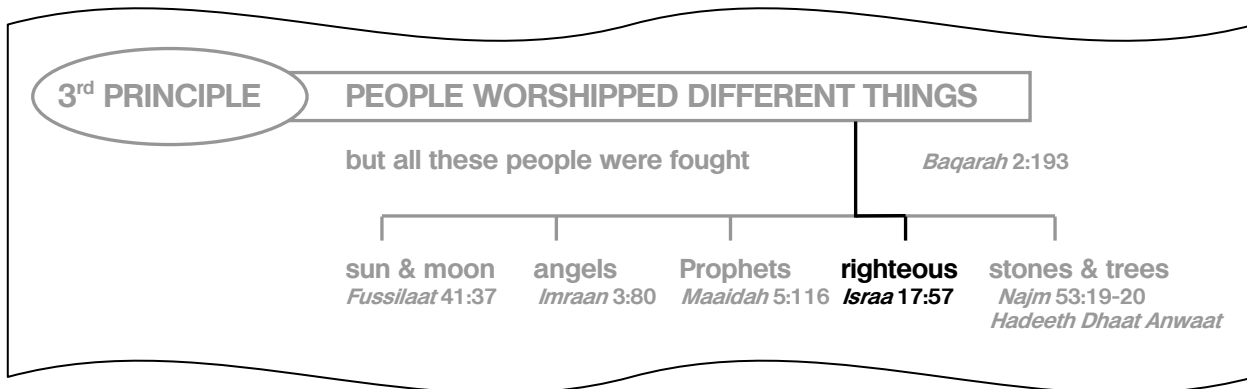 3rd PRINCIPLE PEOPLE WORSHIPPED DIFFERENT THINGS
but all these people were fought Baqarah 2:193
sun & moon angels Prophets righteous stones & trees
Fussilaat 41:37 Imraan 3:80 Maaidah 5:116 Israa 17:57 Najm 53:19-20
Hadeeth Dhaat Anwaat